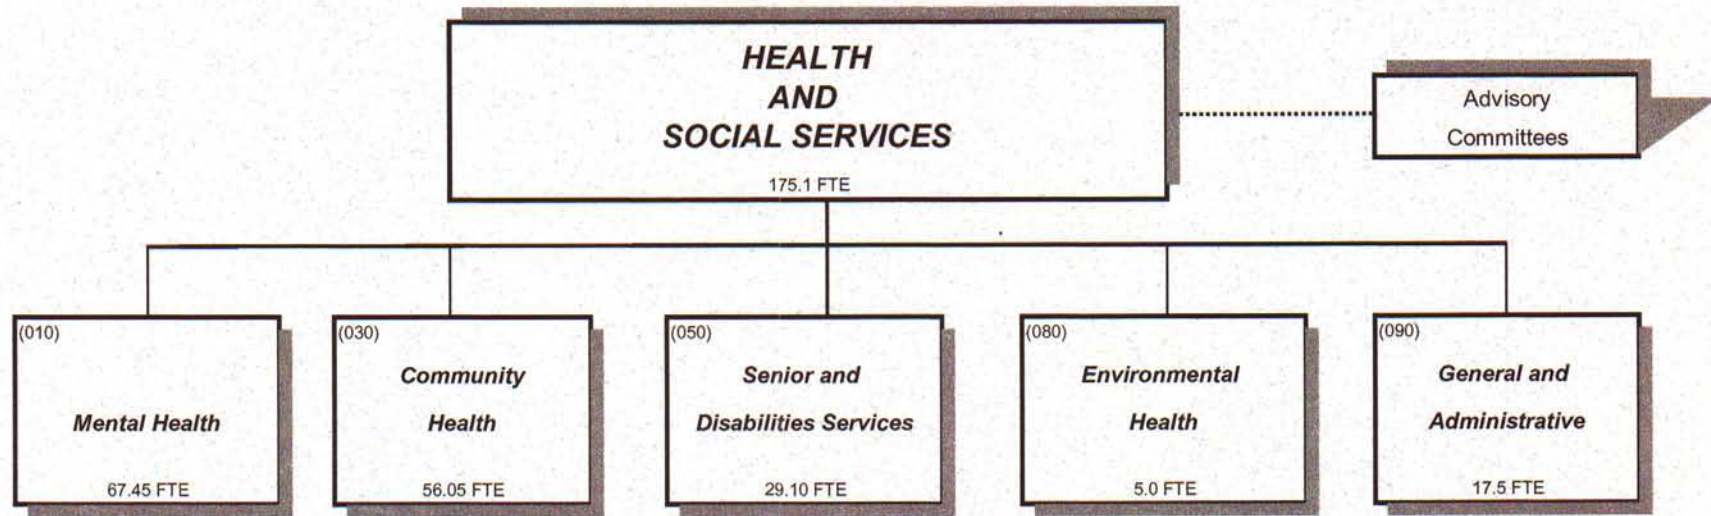 HEALTH
AND
SOCIAL SERVICES
175.1 FTE
Advisory
Committees
(010)
Mental Health
67.45 FTE
(030)
Community
Health
56.05 FTE
(050)
Senior and
Disabilities Services
29.10 FTE
(080)
Environmental
Health
5.0 FTE
(090)
General and
Administrative
17.5 FTE